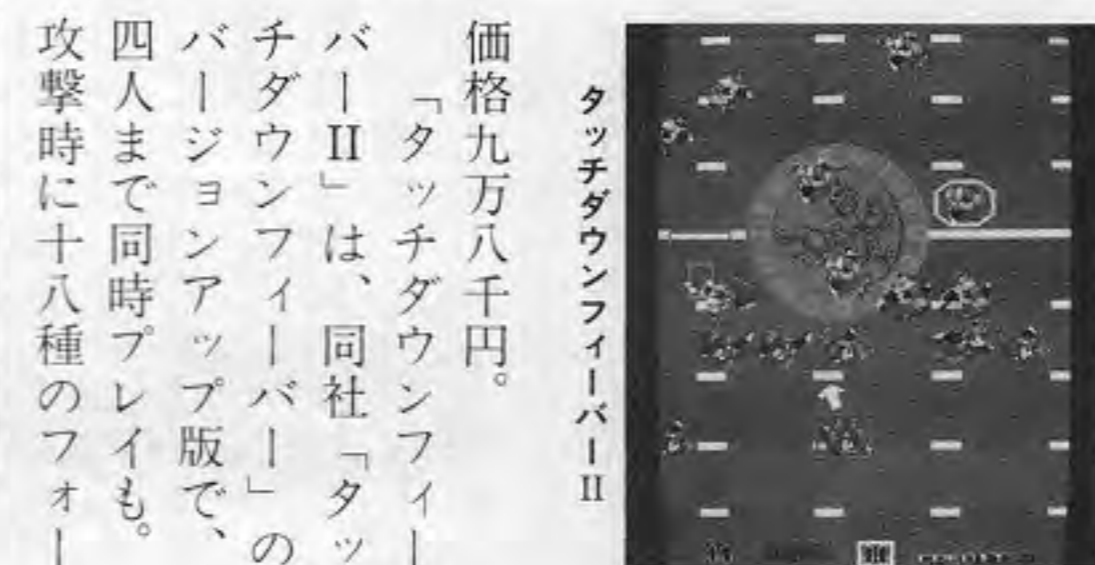 タッチダウンフィーバーII
価格九万八千円。
「タッチダウンフィー
バーII」は、同社「タッ
チダウンフィーバー」の
バージョンアップ版で、
四人まで同時プレイも。
攻撃時に十八種のフォー